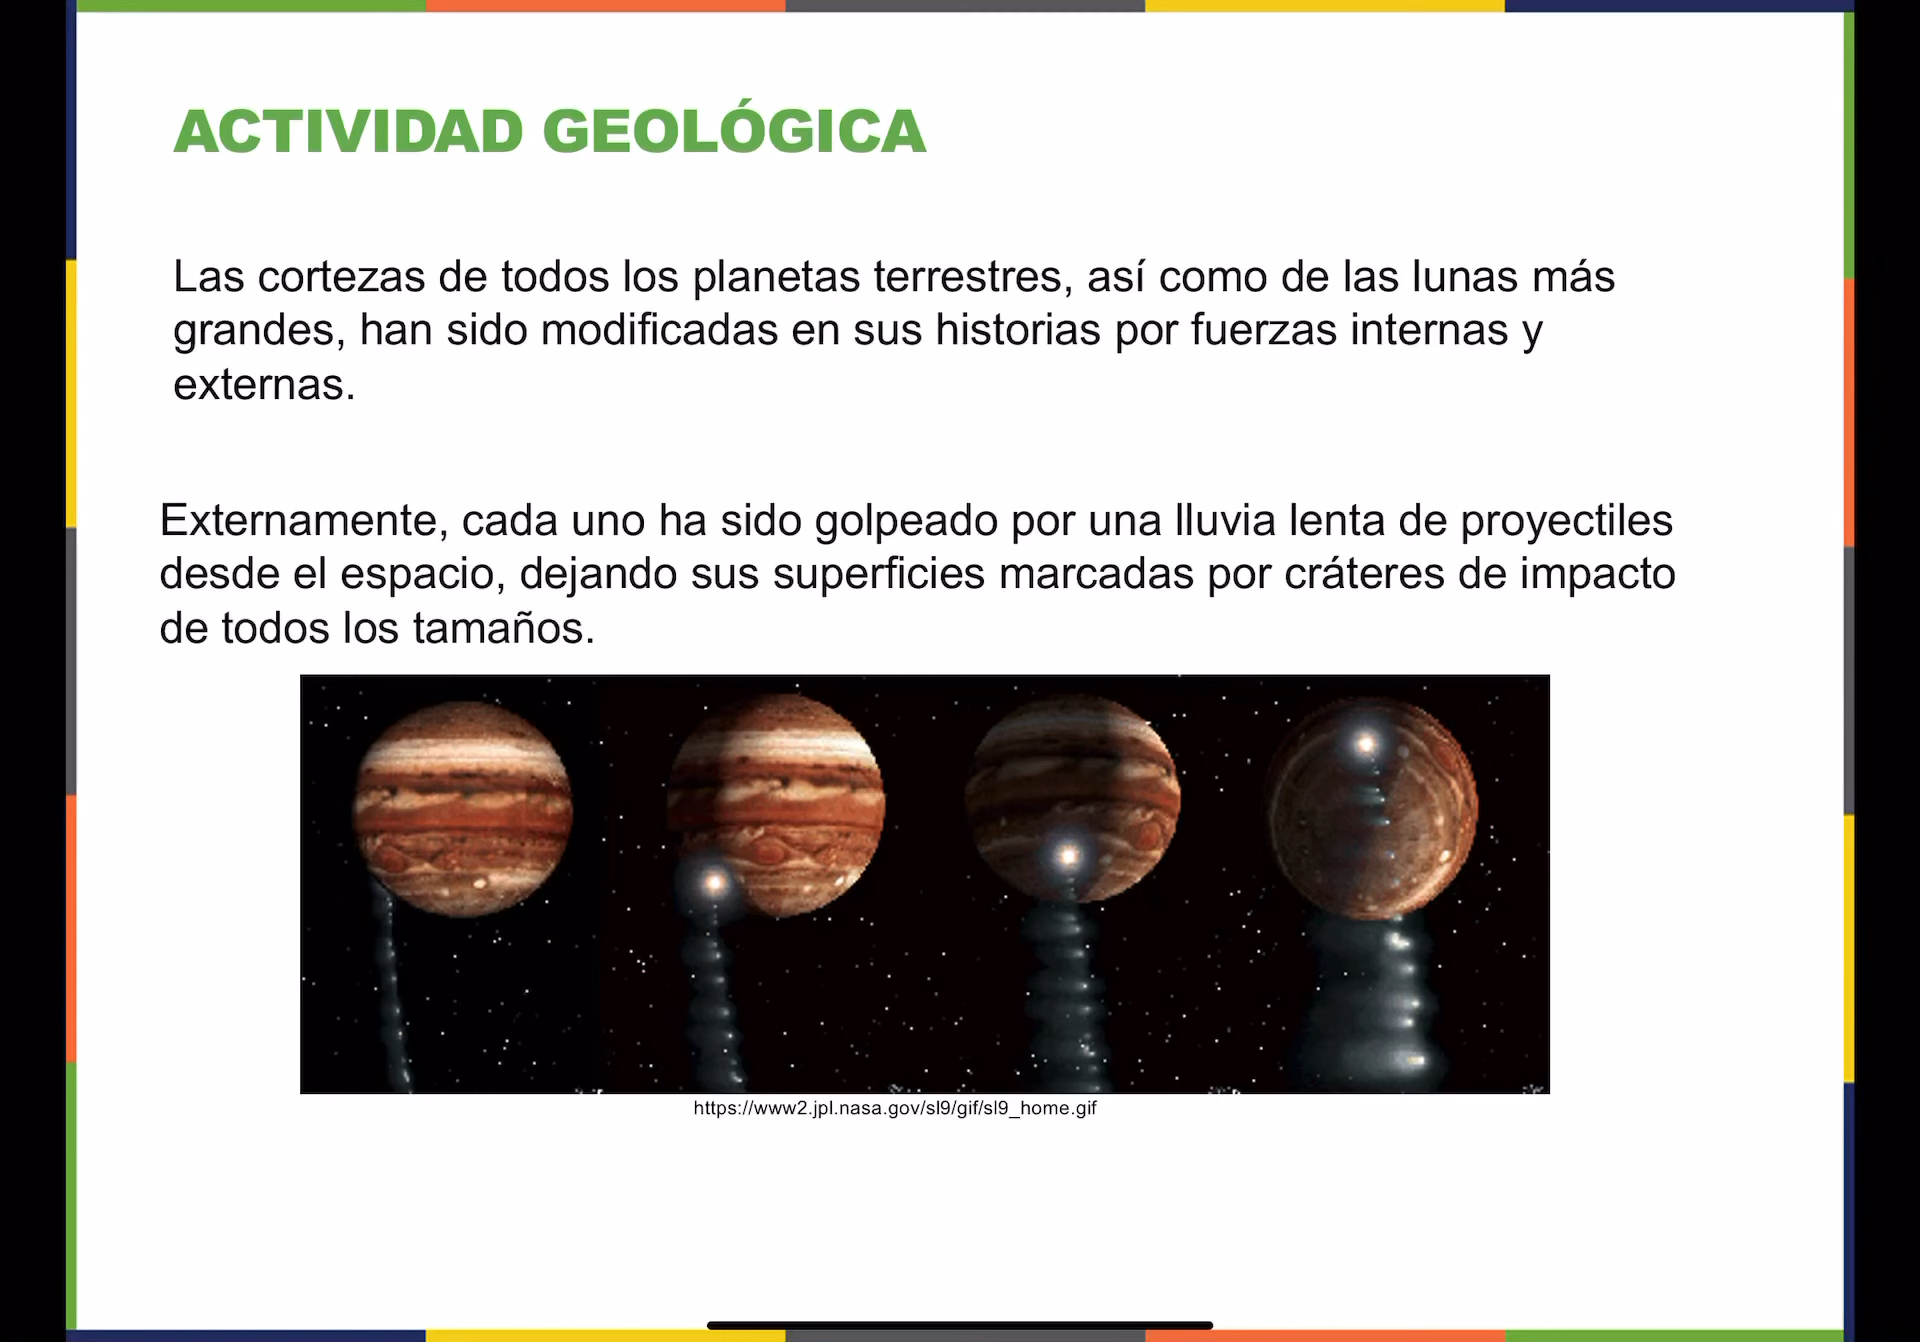 ACTIVIDAD GEOLÓGICA
Las cortezas de todos los planetas terrestres, así como de las lunas más
grandes, han sido modificadas en sus historias por fuerzas internas y
externas.
Externamente, cada uno ha sido golpeado por una lluvia lenta de proyectiles
desde el espacio, dejando sus superficies marcadas por cráteres de impacto
de todos los tamaños.
https://www2.jpl.nasa.gov/sl9/gif/sl9_home.gif